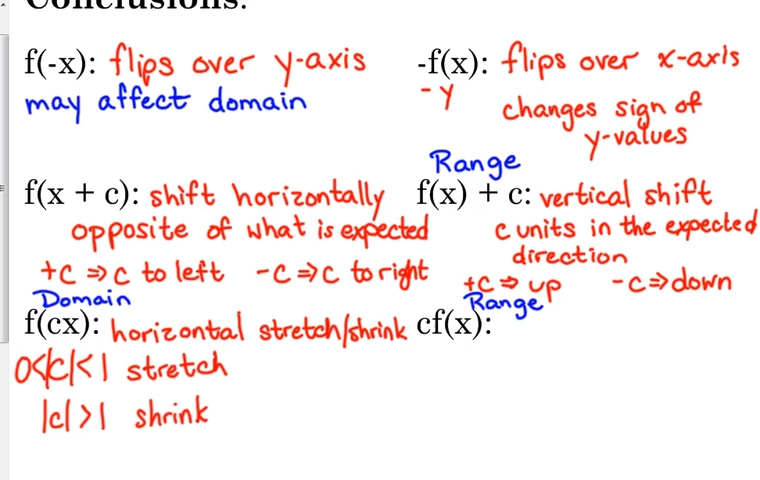 Conclusions:
f(-x): flips over y-axis
may affect domain
-f(x): flips over x-axis
-y
changes sign of
y-values
Range
f(x + c): shift horizontally
opposite of what is expected
+c ⇒ c to left -c ⇒ c to right
Domain
f(x) + c: vertical shift
c units in the expected
direction
+c ⇒ up -c ⇒ down
Range
f(cx): horizontal stretch/shrink
0<|c|<1 stretch
|c|>1 shrink
cf(x):